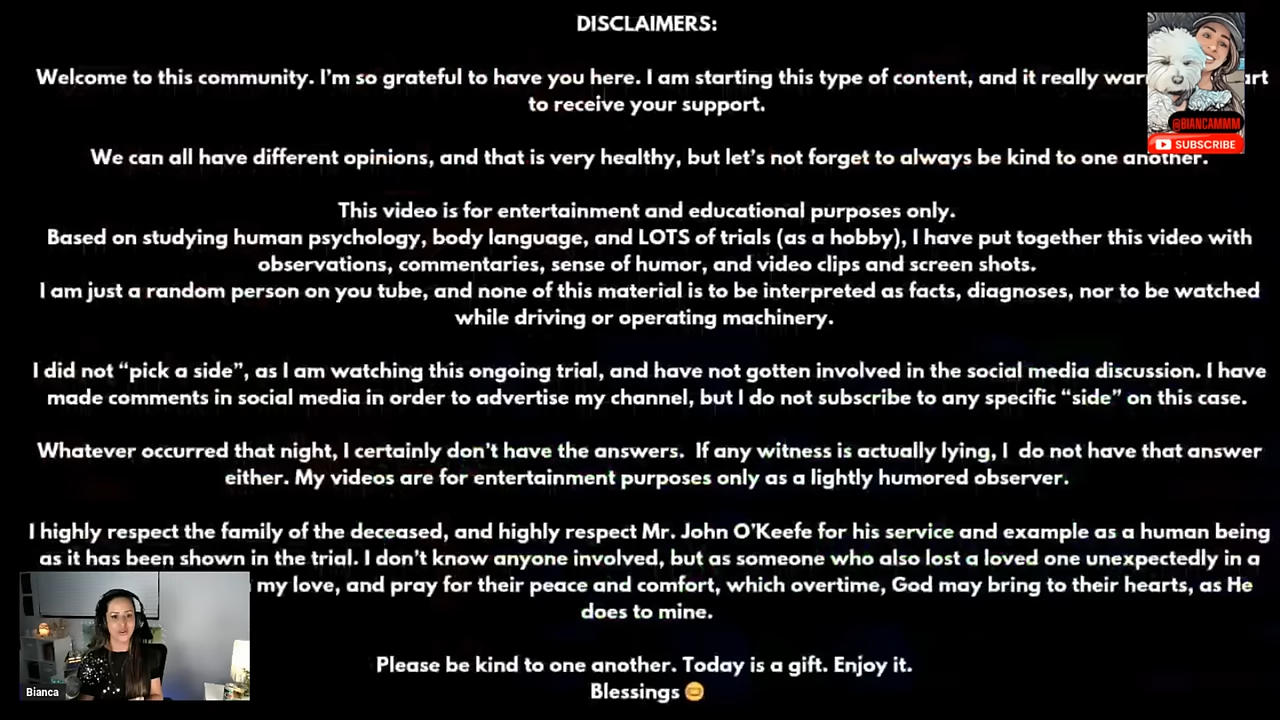 DISCLAIMERS:
Welcome to this community. I'm so grateful to have you here. I am starting this type of content, and it really
to receive your support.
We can all have different opinions, and that is very healthy, but let's not forget to always be kind to one another.
This video is for entertainment and educational purposes only.
Based on studying human psychology, body language, and LOTS of trials (as a hobby), I have put together this video with
observations, commentaries, sense of humor, and video clips and screen shots.
I am just a random person on you tube, and none of this material is to be interpreted as facts, diagnoses, nor to be watched
while driving or operating machinery.
I did not “pick a side”, as I am watching this ongoing trial, and have not gotten involved in the social media discussion. I have
made comments in social media in order to advertise my channel, but I do not subscribe to any specific “side” on this case.
Whatever occurred that night, I certainly don't have the answers. If any witness is actually lying, I do not have that answer
either. My videos are for entertainment purposes only as a lightly humored observer.
I highly respect the family of the deceased, and highly respect Mr. John O'Keefe for his service and example as a human being
as it has been shown in the trial. I don't know anyone involved, but as someone who also lost a loved one unexpectedly in a
my love, and pray for their peace and comfort, which overtime, God may bring to their hearts, as He
does to mine.
Please be kind to one another. Today is a gift. Enjoy it.
Blessings 😊
@BIANCAMMM
SUBSCRIBE
Bianca